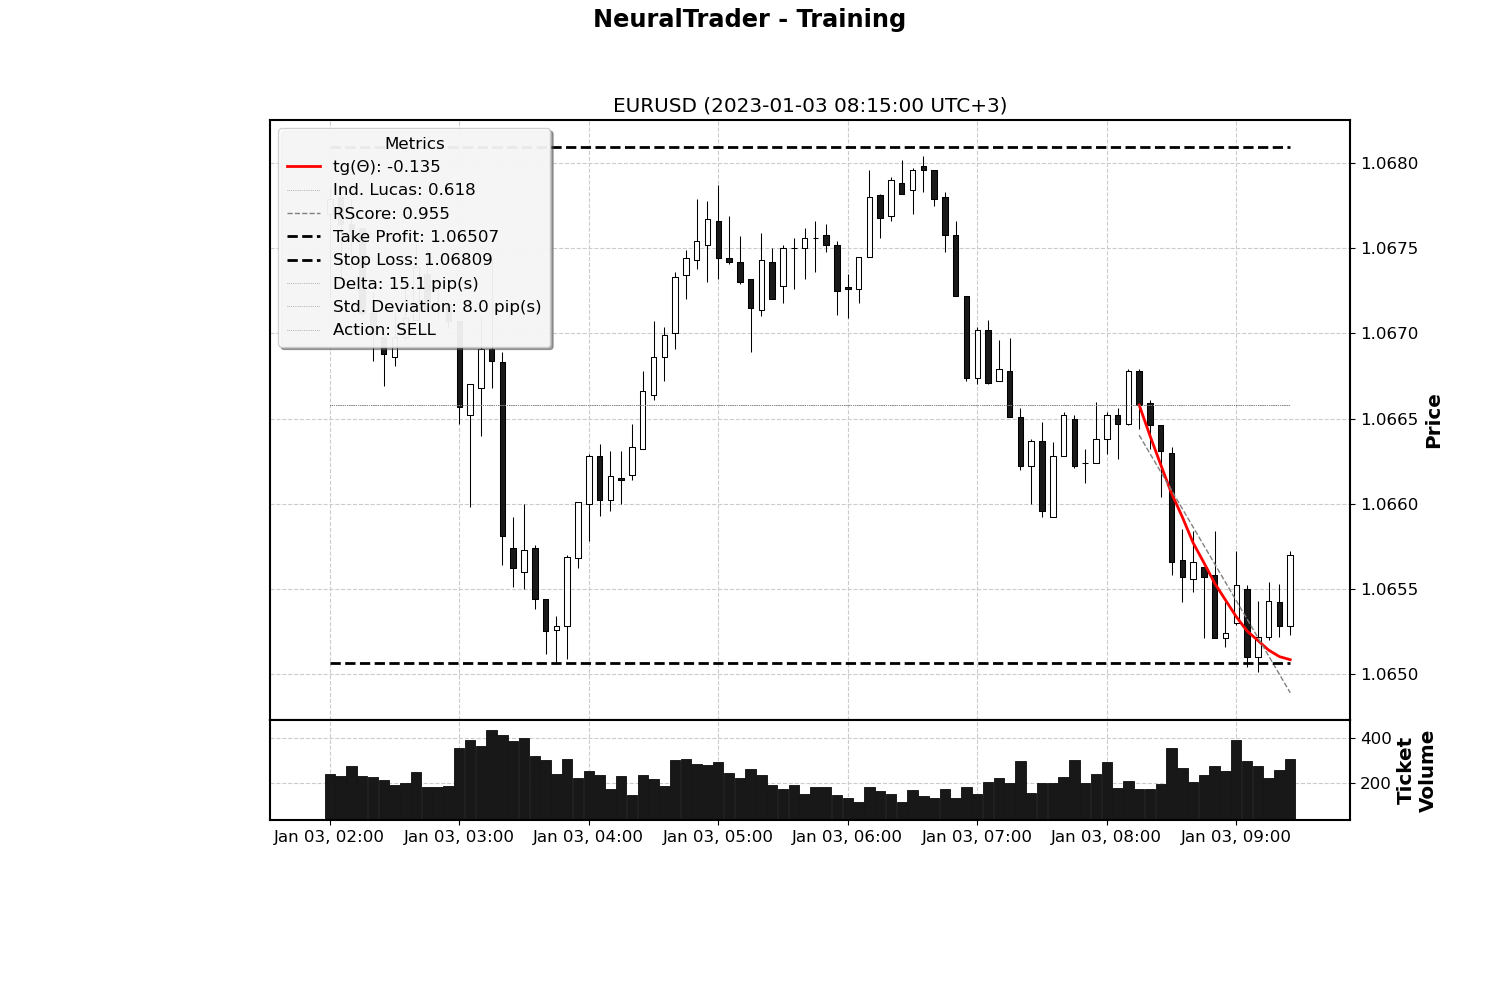 NeuralTrader - Training
EURUSD (2023-01-03 08:15:00 UTC+3)
Metrics
tg(Θ): -0.135
Ind. Lucas: 0.618
RScore: 0.955
Take Profit: 1.06507
Stop Loss: 1.06809
Delta: 15.1 pip(s)
Std. Deviation: 8.0 pip(s)
Action: SELL
1.0680
1.0675
1.0670
1.0665
1.0660
1.0655
1.0650
Price
400
200
Ticket
Volume
Jan 03, 02:00
Jan 03, 03:00
Jan 03, 04:00
Jan 03, 05:00
Jan 03, 06:00
Jan 03, 07:00
Jan 03, 08:00
Jan 03, 09:00